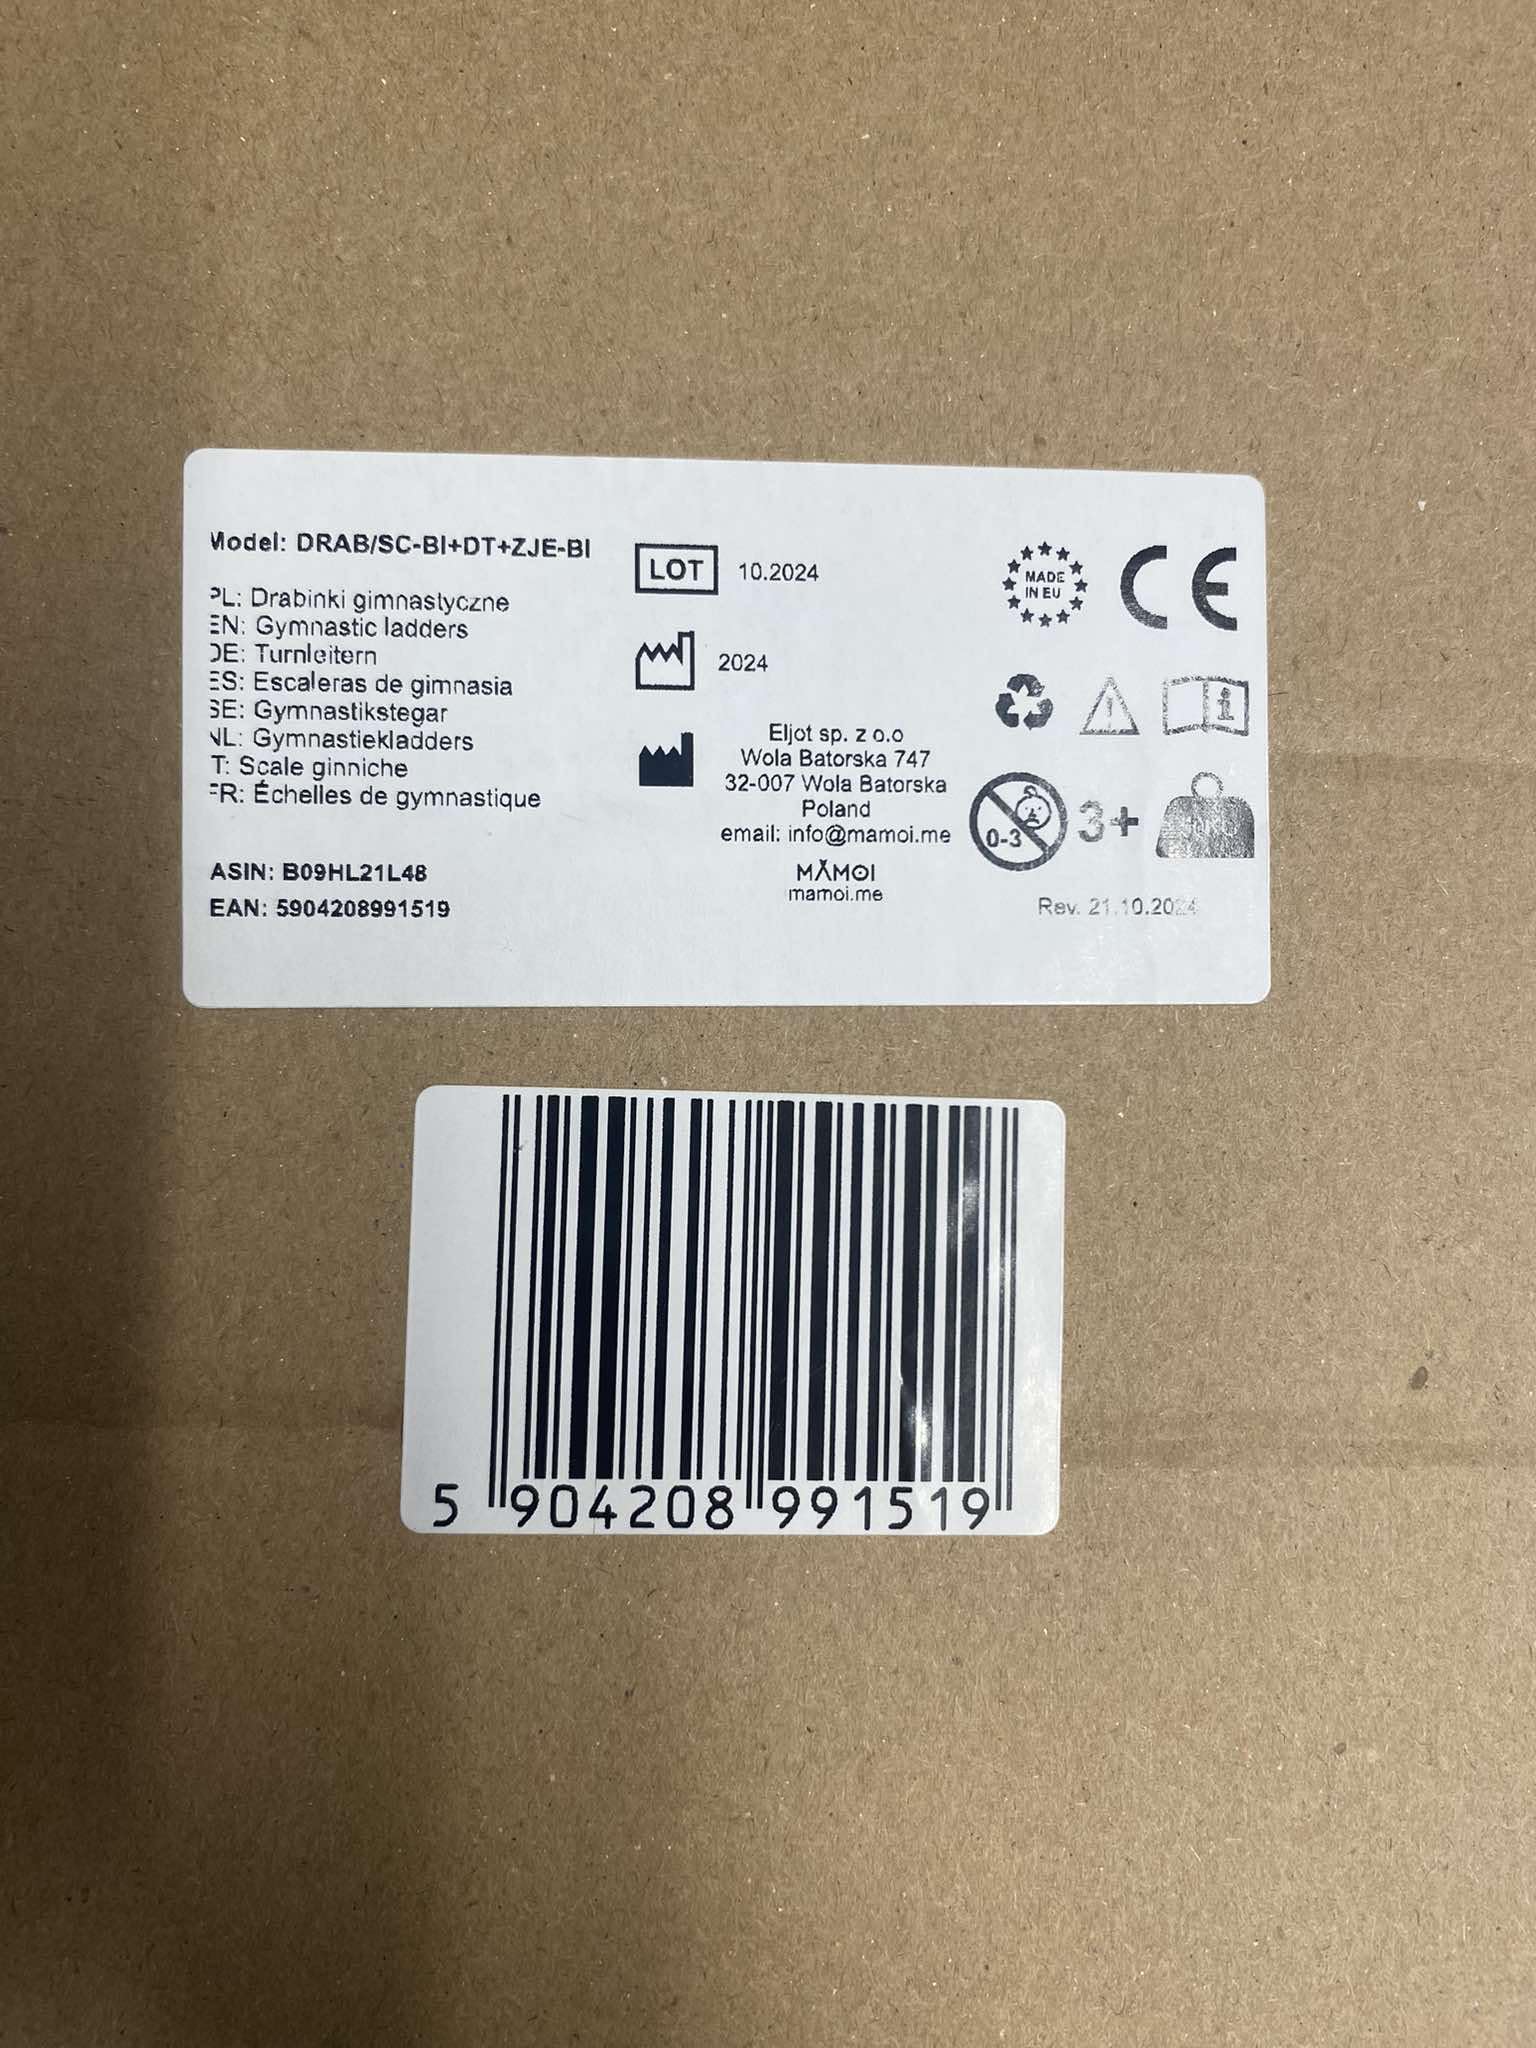 Model: DRAB/SC-BI+DT+ZJE-BI
PL: Drabinki gimnastyczne
EN: Gymnastic ladders
DE: Turnleitern
ES: Escaleras de gimnasia
SE: Gymnastikstegar
NL: Gymnastiekladders
IT: Scale ginniche
FR: Échelles de gymnastique
ASIN: B09HL21L48
EAN: 5904208991519
LOT 10.2024
2024
Eljot sp. z o.o
Wola Batorska 747
32-007 Wola Batorska
Poland
email: info@mamoi.me
MAMOI
mamoi.me
MADE
IN EU
CE
i
0-3 3+
Rev. 21.10.2024
5 904208 991519